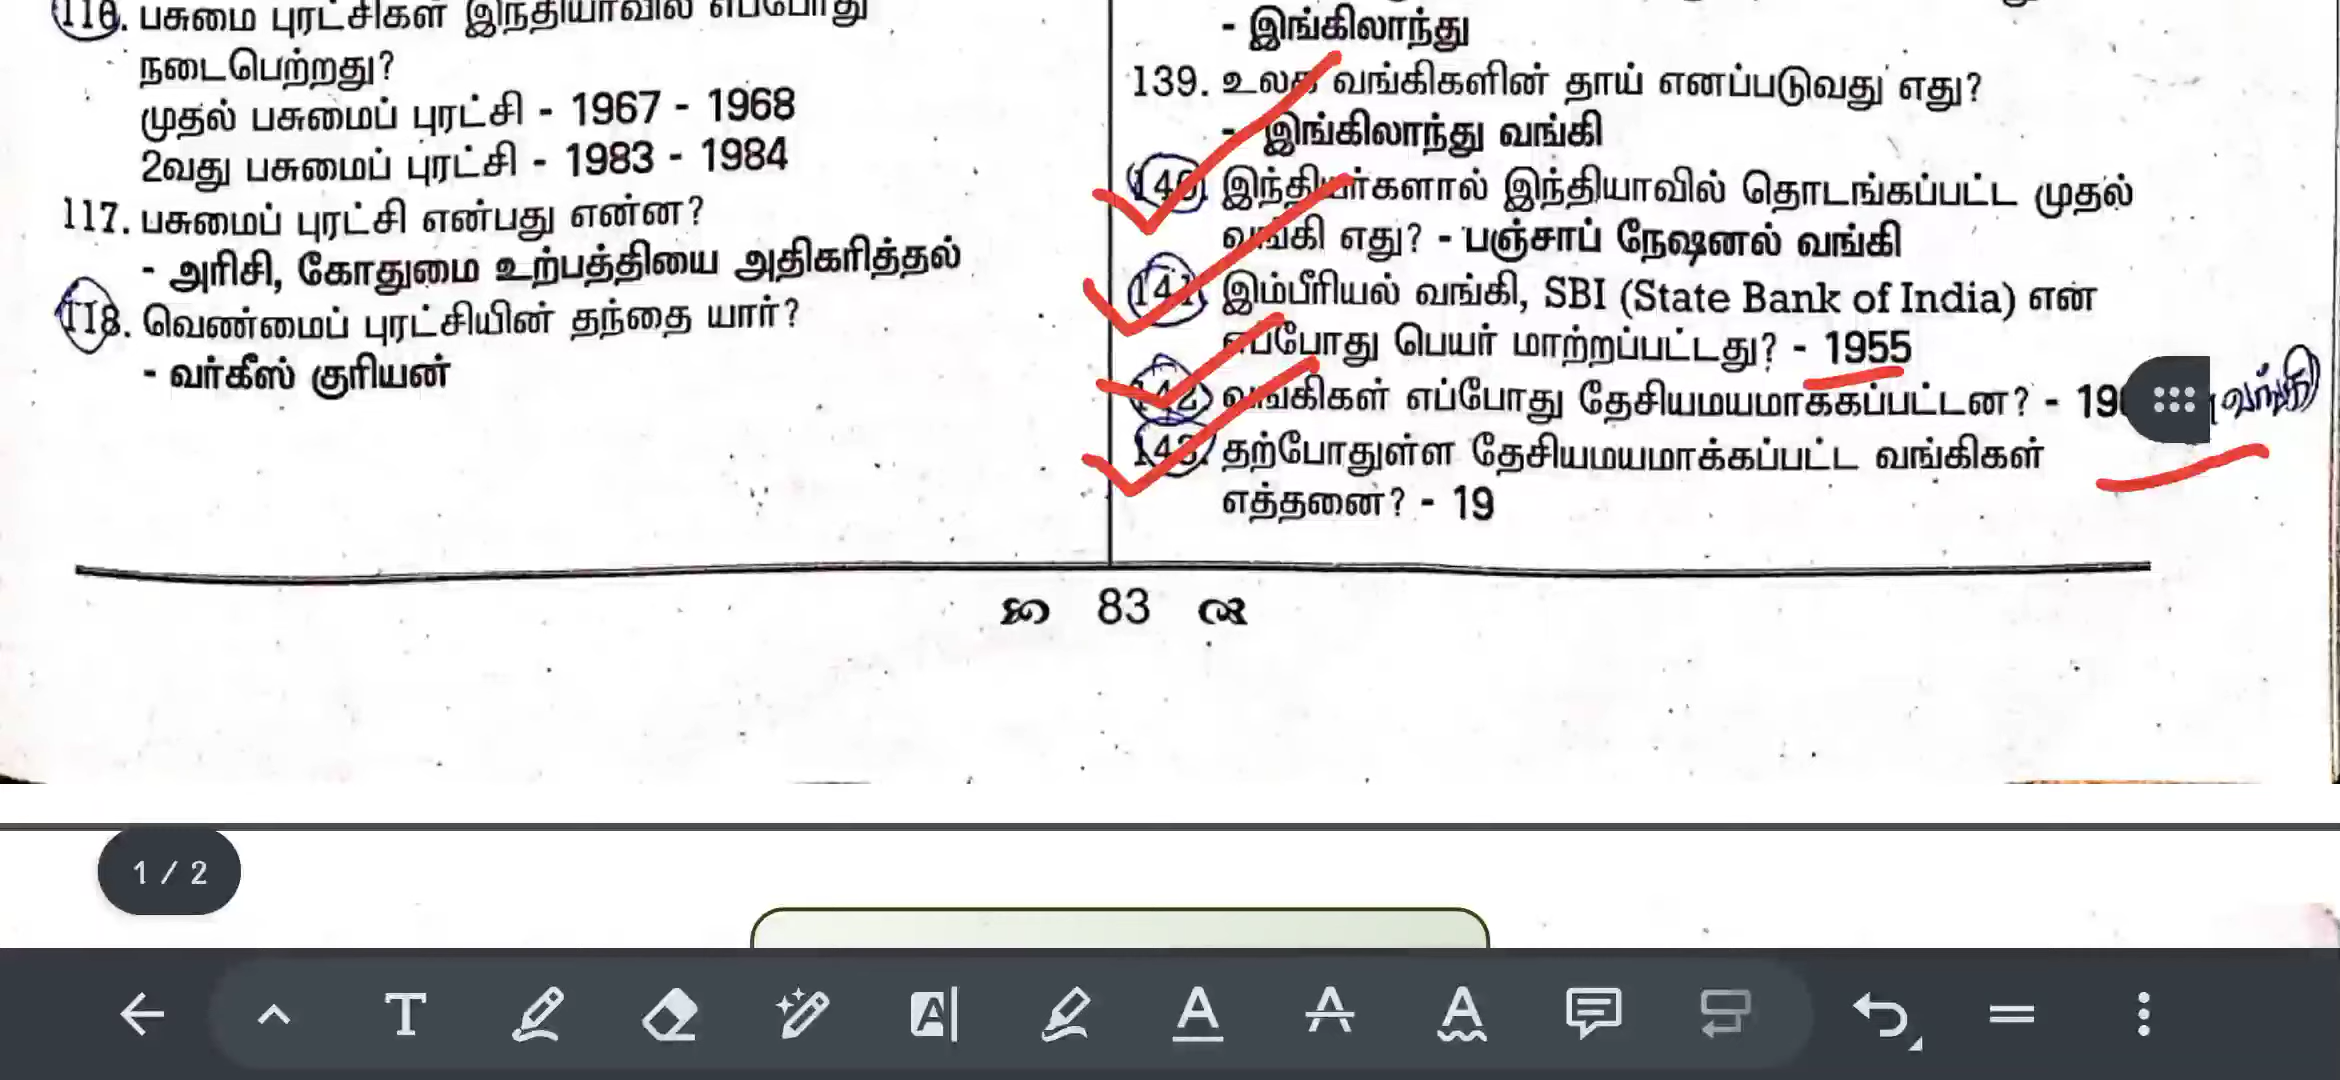 116. பசுமை புரட்சிகள் இந்தியாவில் எப்போது
நடைபெற்றது?
முதல் பசுமைப் புரட்சி - 1967 - 1968
2வது பசுமைப் புரட்சி - 1983 - 1984
117. பசுமைப் புரட்சி என்பது என்ன?
- அரிசி, கோதுமை உற்பத்தியை அதிகரித்தல்
118. வெண்மைப் புரட்சியின் தந்தை யார்?
- வர்கீஸ் குரியன்
- இங்கிலாந்து
139. உலக வங்கிகளின் தாய் எனப்படுவது எது?
- இங்கிலாந்து வங்கி
140. இந்தியர்களால் இந்தியாவில் தொடங்கப்பட்ட முதல்
வங்கி எது? - பஞ்சாப் நேஷனல் வங்கி
141. இம்பீரியல் வங்கி, SBI (State Bank of India) என
எப்போது பெயர் மாற்றப்பட்டது? - 1955
142. வங்கிகள் எப்போது தேசியமயமாக்கப்பட்டன? - 19
வங்கி
143. தற்போதுள்ள தேசியமயமாக்கப்பட்ட வங்கிகள்
எத்தனை? - 19
83
1 / 2